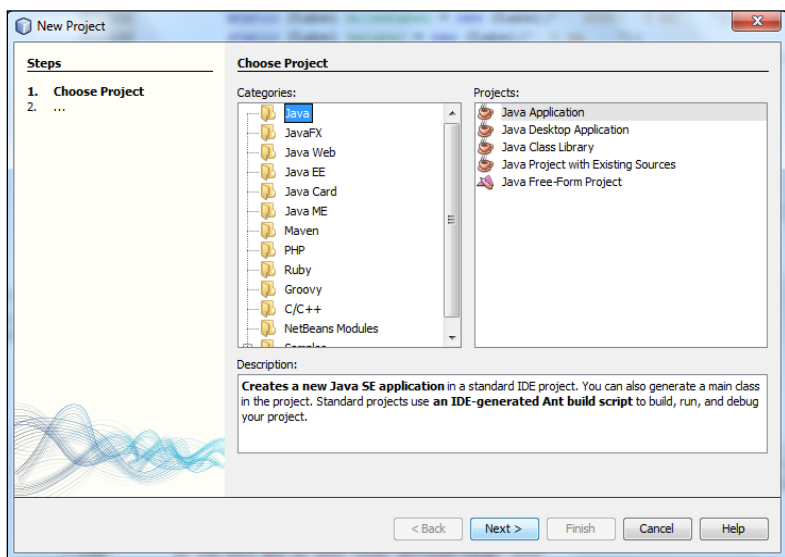 New Project
Steps
1. Choose Project
2. ...
Choose Project
Categories:
Java
JavaFX
Java Web
Java EE
Java Card
Java ME
Maven
PHP
Ruby
Groovy
C/C++
NetBeans Modules
Samples
Projects:
Java Application
Java Desktop Application
Java Class Library
Java Project with Existing Sources
Java Free-Form Project
Description:
Creates a new Java SE application in a standard IDE project. You can also generate a main class
in the project. Standard projects use an IDE-generated Ant build script to build, run, and debug
your project.
< Back
Next >
Finish
Cancel
Help